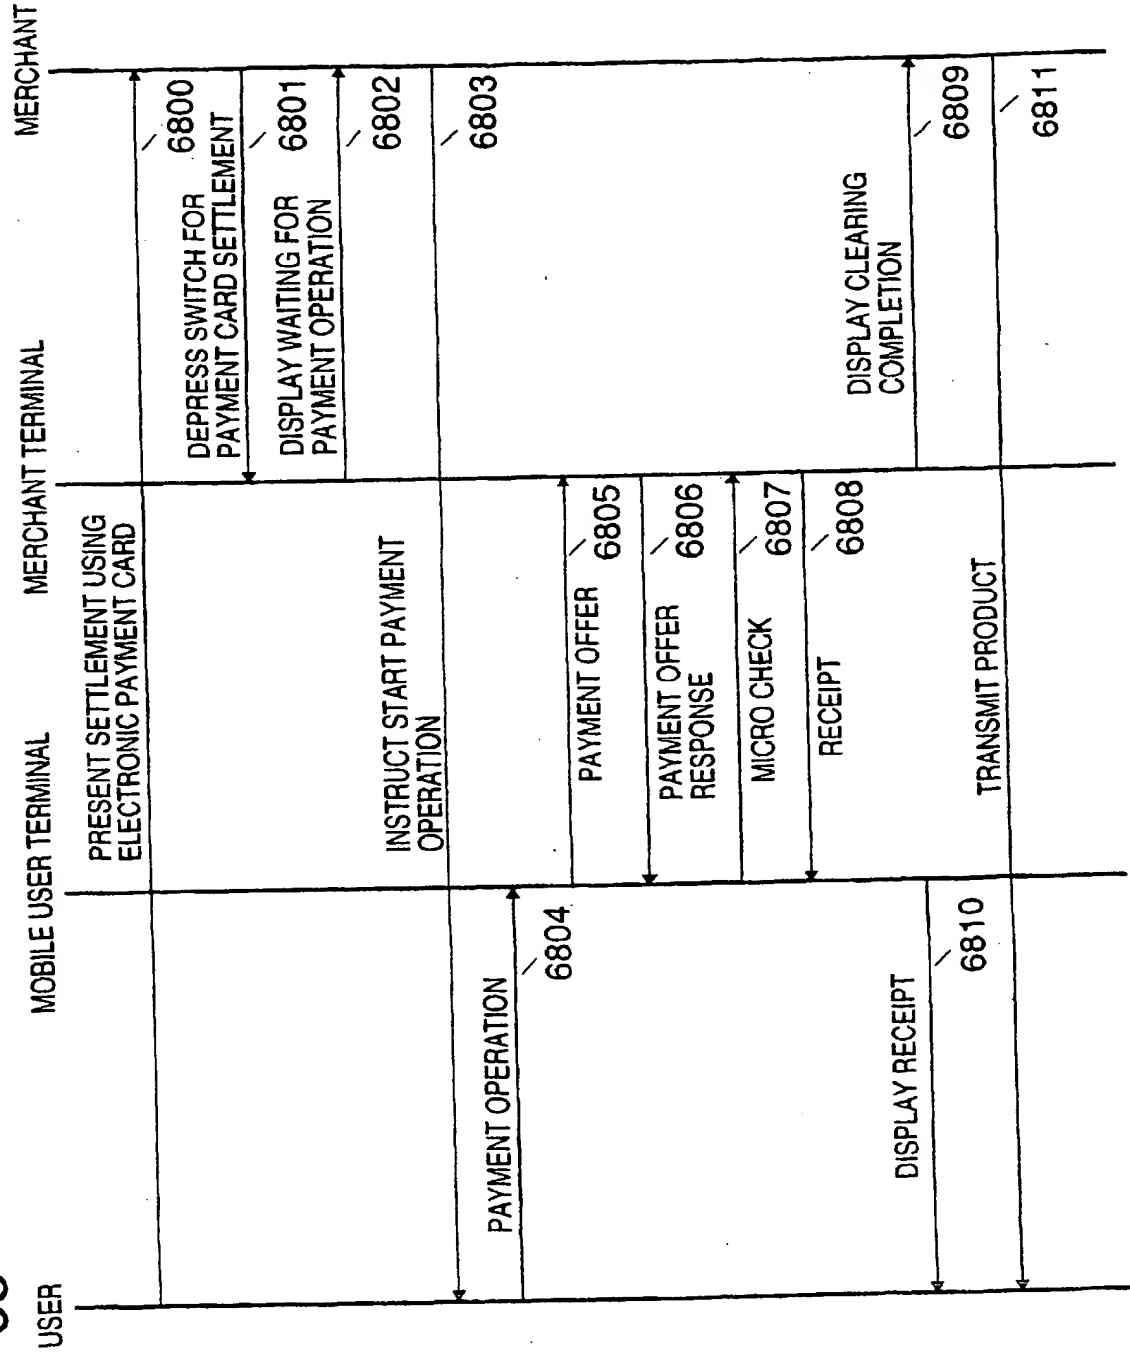 USER
MOBILE USER TERMINAL
MERCHANT TERMINAL
MERCHANT
PRESENT SETTLEMENT USING
ELECTRONIC PAYMENT CARD
6800
DEPRESS SWITCH FOR
PAYMENT CARD SETTLEMENT
6801
DISPLAY WAITING FOR
PAYMENT OPERATION
6802
INSTRUCT START PAYMENT
OPERATION
6803
PAYMENT OPERATION
6804
PAYMENT OFFER
6805
PAYMENT OFFER
RESPONSE
6806
MICRO CHECK
6807
RECEIPT
6808
DISPLAY CLEARING
COMPLETION
6809
DISPLAY RECEIPT
6810
TRANSMIT PRODUCT
6811